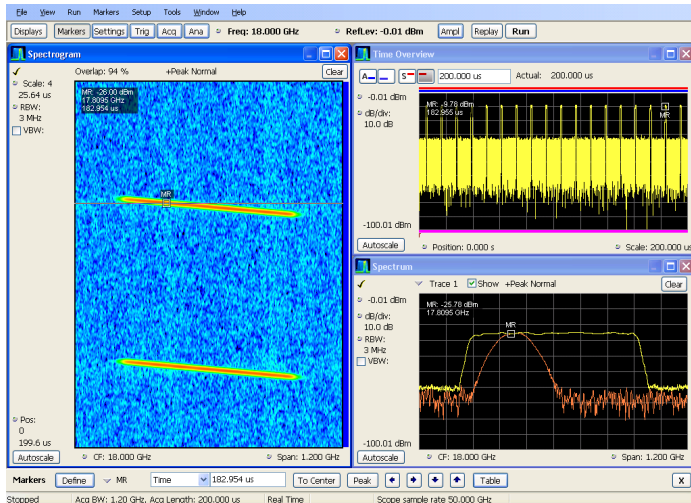 File View Run Markers Setup Tools Window Help
Displays Markers Settings Trig Acq Ana Freq: 18.000 GHz RefLev: -0.01 dBm Ampl Replay Run
Spectrogram
Overlap: 94 % +Peak Normal Clear
Scale: 4
25.64 us
RBW:
3 MHz
VBW:
MR: -26.00 dBm
17.8095 GHz
182.954 us
MR
Pos:
0
199.6 us
Autoscale CF: 18.000 GHz Span: 1.200 GHz
Time Overview
A S 200.000 us Actual: 200.000 us
-0.01 dBm
dB/div:
10.0 dB
MR: -9.78 dBm
182.955 us
MR
-100.01 dBm
Autoscale Position: 0.000 s Scale: 200.000 us
Spectrum
Trace 1 Show +Peak Normal Clear
-0.01 dBm
dB/div:
10.0 dB
RBW:
3 MHz
VBW:
MR: -25.78 dBm
17.8095 GHz
MR
-100.01 dBm
Autoscale CF: 18.000 GHz Span: 1.200 GHz
Markers Define MR Time 182.954 us To Center Peak Table X
Stopped Acq BW: 1.20 GHz, Acq Length: 200.000 us Real Time Scope sample rate 50.000 GHz